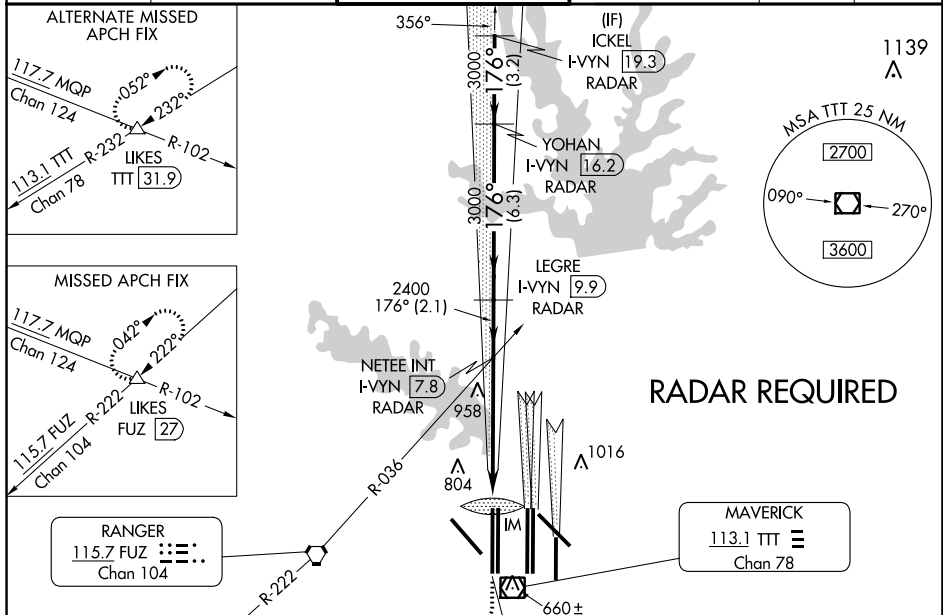 ALTERNATE MISSED
APCH FIX
117.7 MQP
Chan 124
052°
232°
R-232
R-102
113.1 TTT
Chan 78
LIKES
TTT 31.9
MISSED APCH FIX
117.7 MQP
Chan 124
042°
222°
R-222
R-102
115.7 FUZ
Chan 104
LIKES
FUZ 27
356°
(IF)
ICKEL
I-VYN 19.3
RADAR
3000
176°
(3.2)
YOHAN
I-VYN 16.2
RADAR
3000
176°
(6.3)
LEGRE
I-VYN 9.9
RADAR
2400
176° (2.1)
NETEE INT
I-VYN 7.8
RADAR
958
804
1016
IM
R-036
R-222
RANGER
115.7 FUZ
Chan 104
1139
MSA TTT 25 NM
2700
090°
270°
3600
RADAR REQUIRED
MAVERICK
113.1 TTT
Chan 78
660±